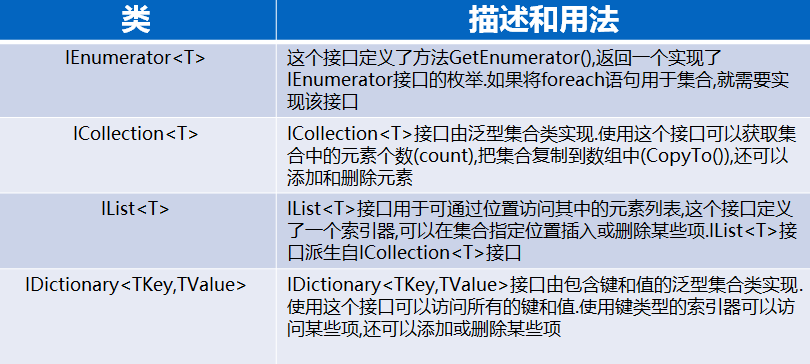 类
描述和用法
IEnumerator<T>
这个接口定义了方法GetEnumerator(),返回一个实现了
IEnumerator接口的枚举.如果将foreach语句用于集合,就需要实
现该接口
ICollection<T>
ICollection<T>接口由泛型集合类实现.使用这个接口可以获取集
合中的元素个数(count),把集合复制到数组中(CopyTo()),还可以
添加和删除元素
IList<T>
IList<T>接口用于可通过位置访问其中的元素列表,这个接口定义
了一个索引器,可以在集合指定位置插入或删除某些项.IList<T>接
口派生自ICollection<T>接口
IDictionary<TKey,TValue>
IDictionary<TKey,TValue>接口由包含键和值的泛型集合类实现.
使用这个接口可以访问所有的键和值.使用键类型的索引器可以访
问某些项,还可以添加或删除某些项